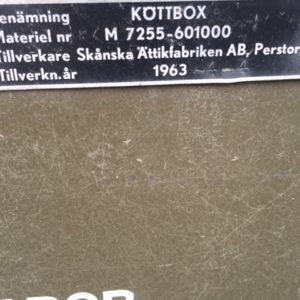 enämning KÖTTBOX
Materiel nr M 7255-601000
Tillverkare Skånska Ättikfabriken AB, Perstor
Tillverkn.år 1963